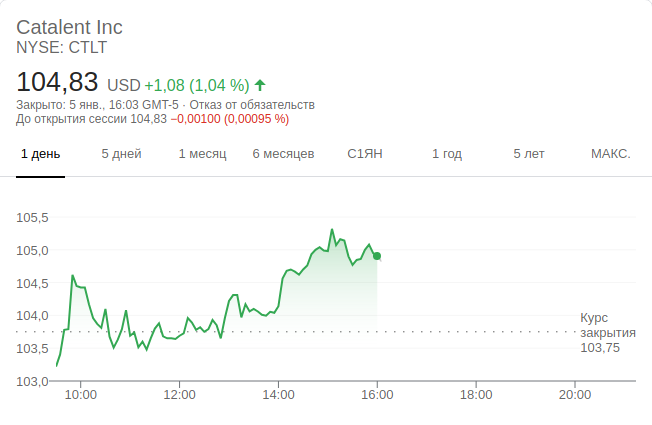 Catalent Inc
NYSE: CTLT
104,83 USD +1,08 (1,04 %)
Закрыто: 5 янв., 16:03 GMT-5 · Отказ от обязательств
До открытия сессии 104,83 −0,00100 (0,00095 %)
1 день 5 дней 1 месяц 6 месяцев С1ЯН 1 год 5 лет МАКС.
105,5
105,0
104,5
104,0
103,5
103,0
Курс
закрытия
103,75
10:00 12:00 14:00 16:00 18:00 20:00